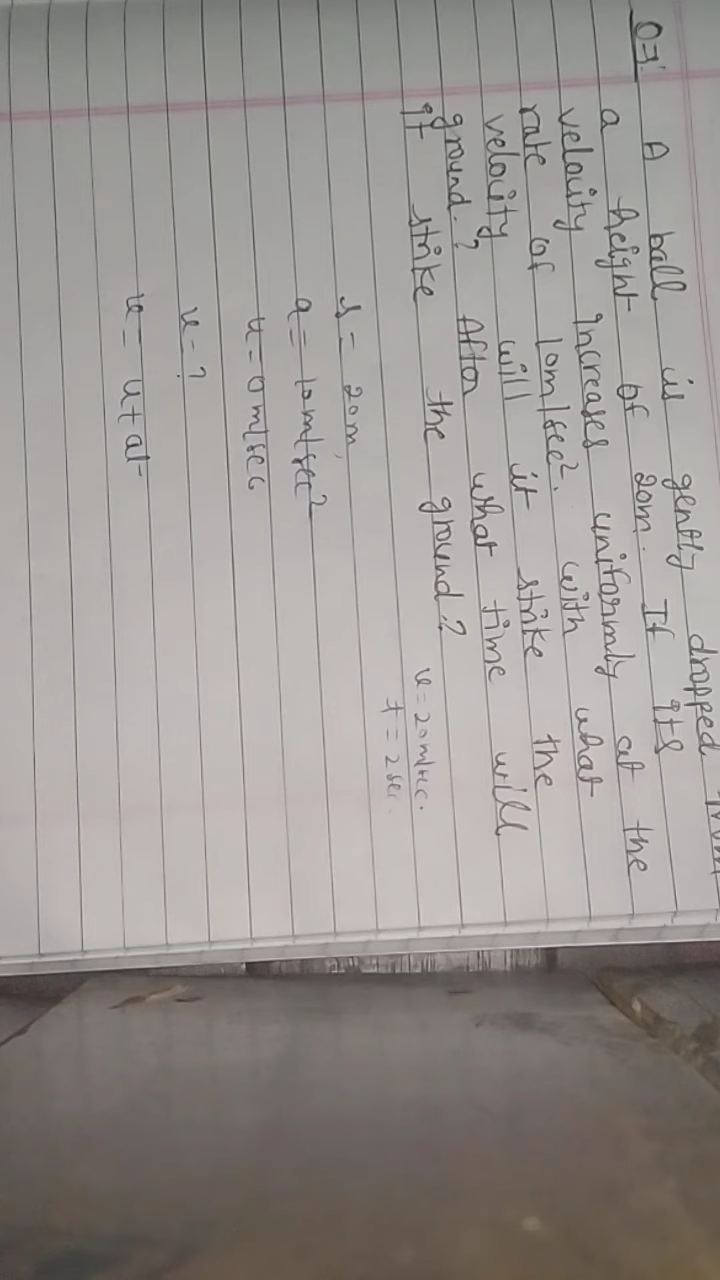 Q-1. A ball is gently dropped from
a height of 20m. If its
velocity increases uniformly at the
rate of 10m/sec². with what
velocity will it strike the
ground.? After what time will
it strike the ground?
v=20m/sec.
t = 2sec.
s = 20m,
a = 10m/sec²
u = 0m/sec
v = ?
v = u+at